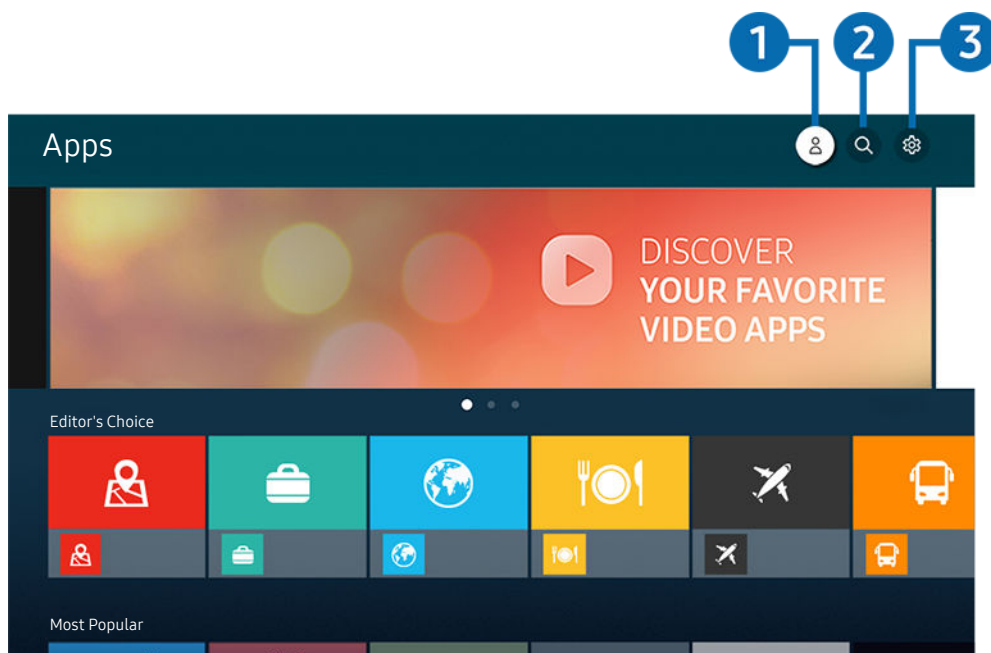 1 2 3
Apps
DISCOVER
YOUR FAVORITE
VIDEO APPS
Editor's Choice
Most Popular